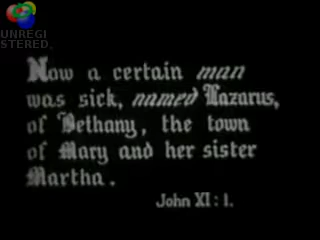 UNREGI
STERED.
Now a certain man
was sick, named Lazarus,
of Bethany, the town
of Mary and her sister
Martha.
John XI:1.